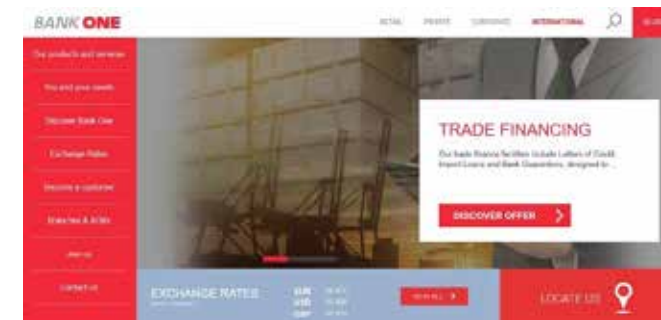 BANK ONE
RETAIL PRIVATE CORPORATE INTERNATIONAL
Our products and services
You and your needs
Discover Bank One
Exchange Rates
Become a customer
Branches & ATMs
Join us
Contact us
TRADE FINANCING
Our trade finance facilities include Letters of Credit,
Import Loans and Bank Guarantees, designed to ...
DISCOVER OFFER
EXCHANGE RATES
EUR
USD
GBP
VIEW ALL
LOCATE US